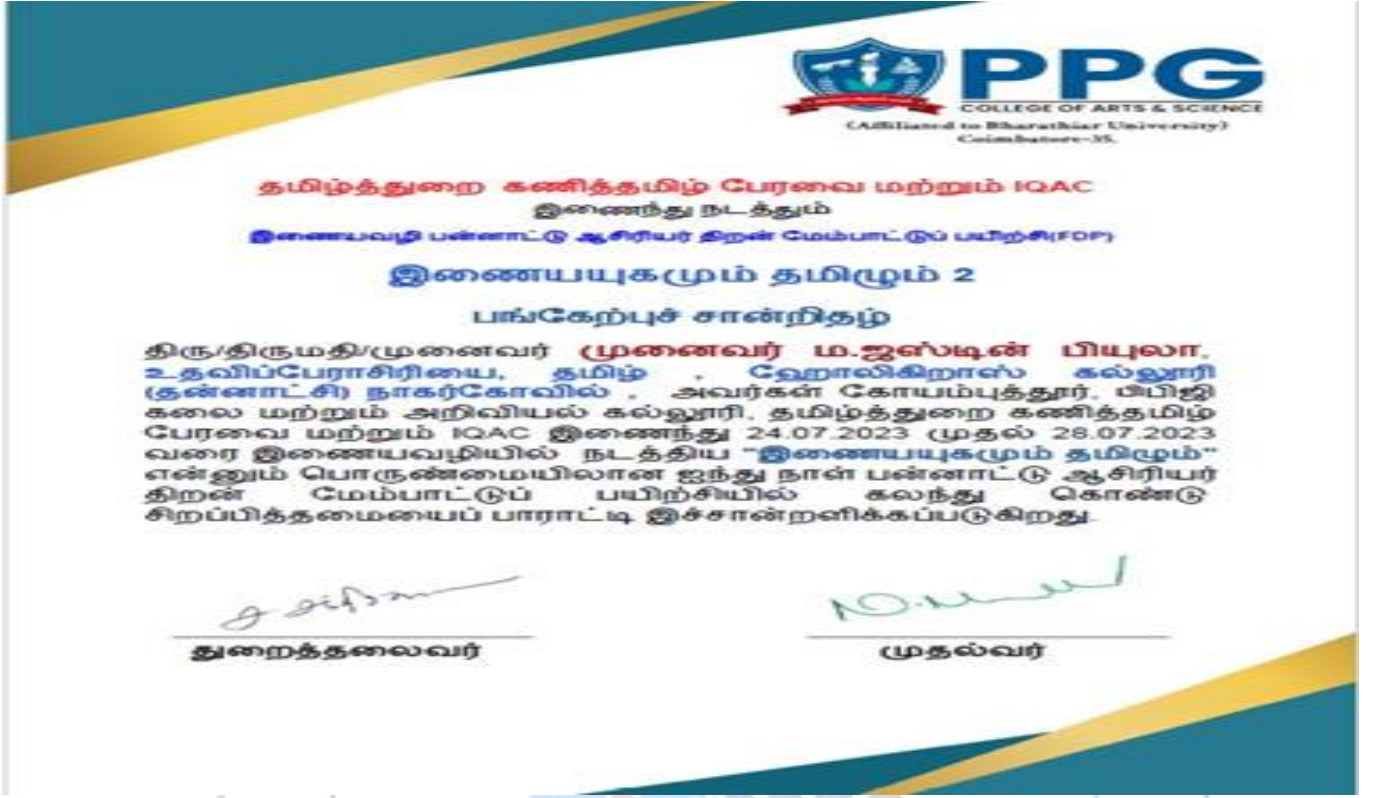 PPG
COLLEGE OF ARTS & SCIENCE
(Affiliated to Bharathiar University)
Coimbatore-35.
தமிழ்த்துறை கணித்தமிழ் பேரவை மற்றும் IQAC
இணைந்து நடத்தும்
இணையவழி பன்னாட்டு ஆசிரியர் திறன் மேம்பாட்டுப் பயிற்சி(FDP)
இணையயுகமும் தமிழும் 2
பங்கேற்புச் சான்றிதழ்
திரு/திருமதி/முனைவர் முனைவர் ம.ஜஸ்டின் பியுலா,
உதவிப்பேராசிரியை, தமிழ் , ஹோலிகிறாஸ் கல்லூரி
(தன்னாட்சி) நாகர்கோவில் , அவர்கள் கோயம்புத்தூர், பிபிஜி
கலை மற்றும் அறிவியல் கல்லூரி, தமிழ்த்துறை கணித்தமிழ்
பேரவை மற்றும் IQAC இணைந்து 24.07.2023 முதல் 28.07.2023
வரை இணையவழியில் நடத்திய "இணையயுகமும் தமிழும்"
என்னும் பொருண்மையிலான ஐந்து நாள் பன்னாட்டு ஆசிரியர்
திறன் மேம்பாட்டுப் பயிற்சியில் கலந்து கொண்டு
சிறப்பித்தமையைப் பாராட்டி இச்சான்றளிக்கப்படுகிறது.
துறைத்தலைவர்
முதல்வர்